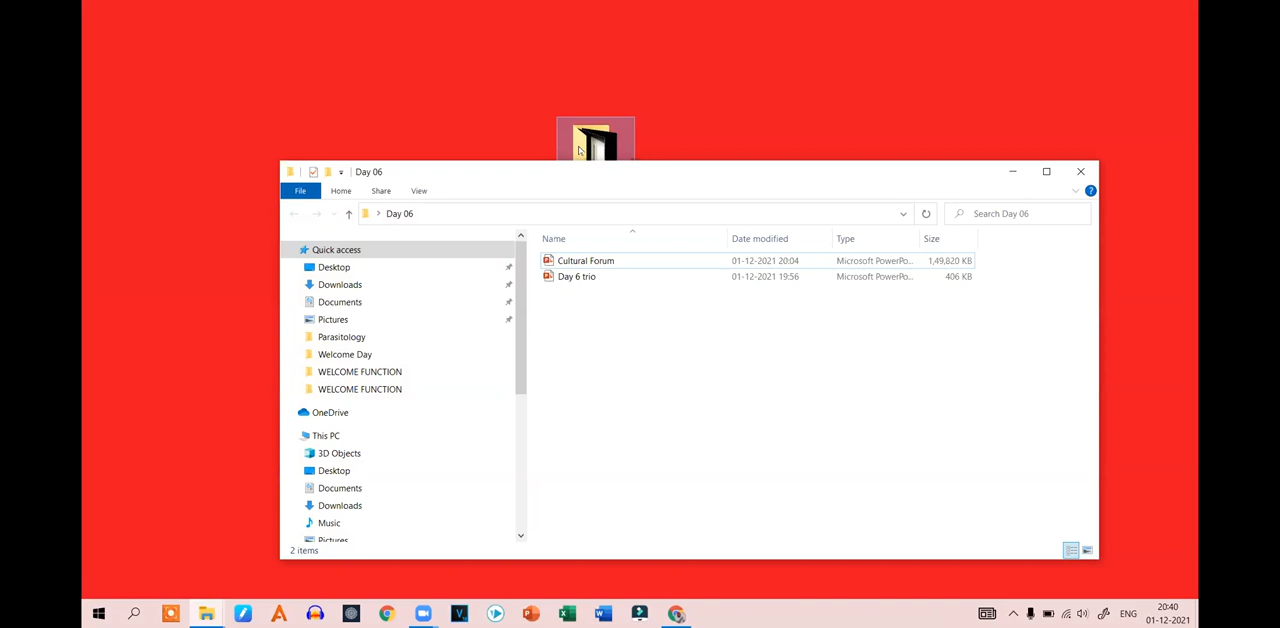 Day 06
File Home Share View
Day 06
Search Day 06
Name Date modified Type Size
Quick access
Cultural Forum 01-12-2021 20:04 Microsoft PowerPo... 1,49,820 KB
Desktop
Day 6 trio 01-12-2021 19:56 Microsoft PowerPo... 406 KB
Downloads
Documents
Pictures
Parasitology
Welcome Day
WELCOME FUNCTION
WELCOME FUNCTION
OneDrive
This PC
3D Objects
Desktop
Documents
Downloads
Music
Pictures
2 items
ENG
20:40
01-12-2021